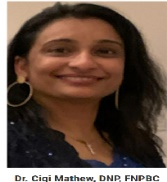 Dr. Cigi Mathew, DNP, FNPBC